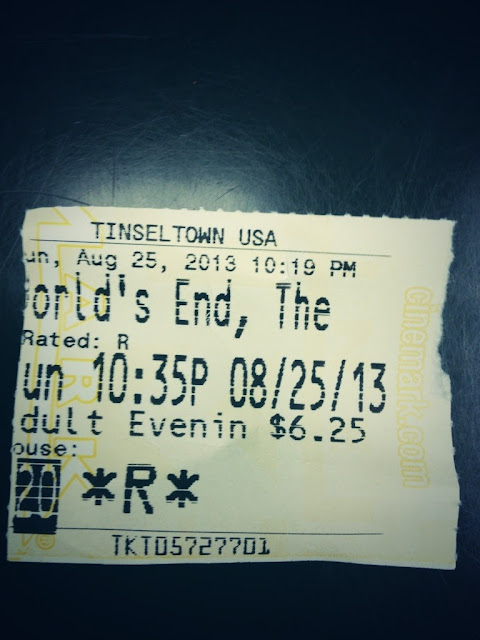 TINSELTOWN USA
un, Aug 25, 2013 10:19 PM
orld's End, The
Rated: R
un 10:35P 08/25/13
dult Evenin $6.25
ouse:
20 *R*
TKT05727701
cinemark.com
MARK